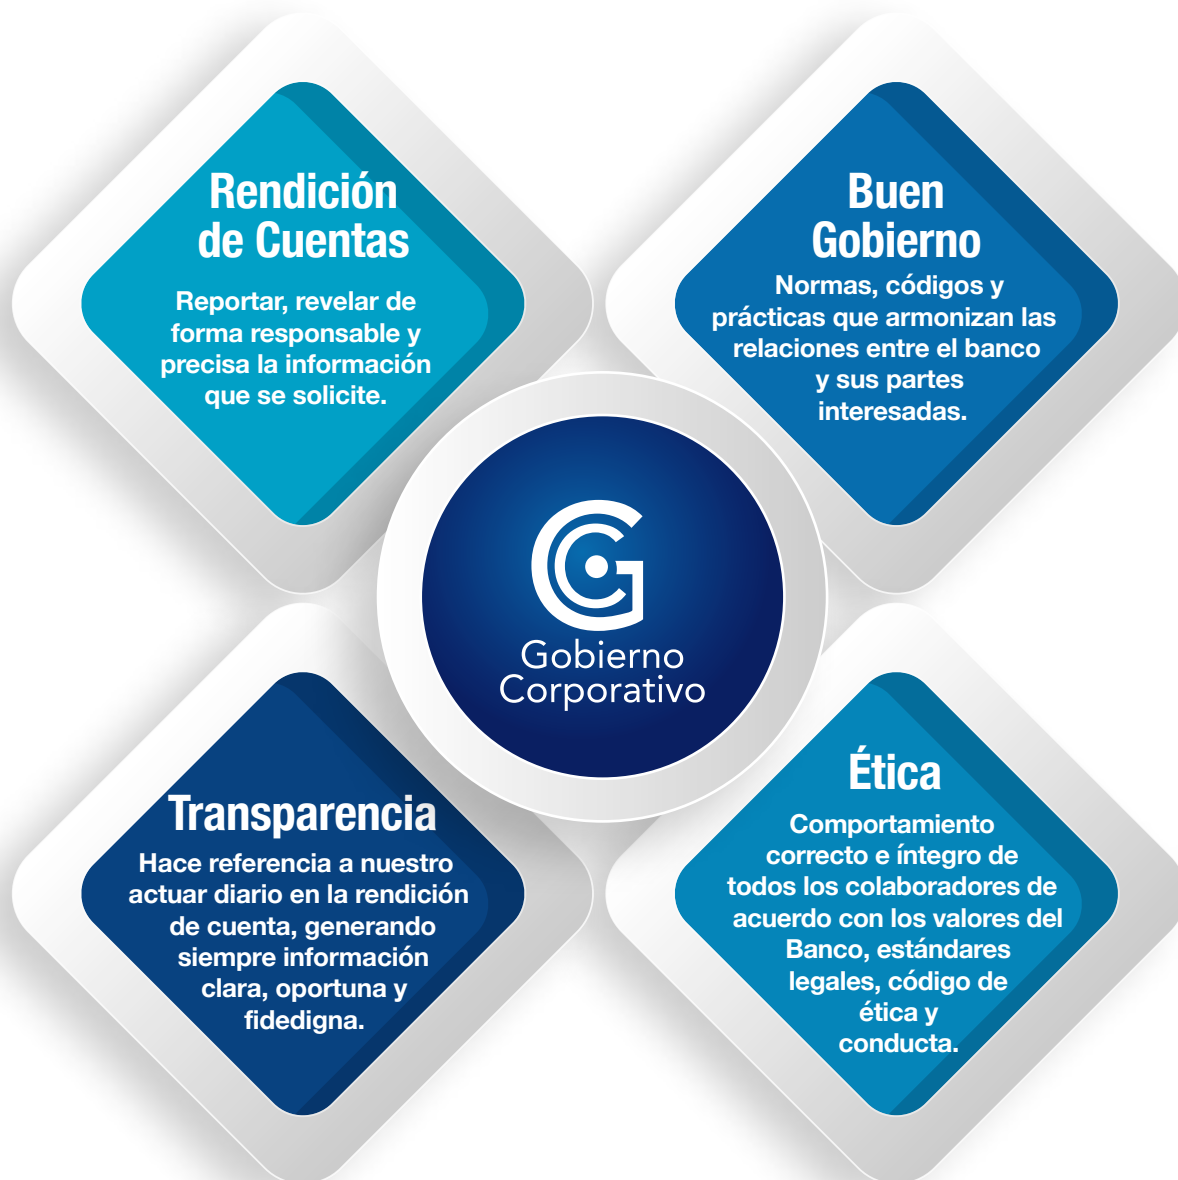 Rendición
de Cuentas
Reportar, revelar de
forma responsable y
precisa la información
que se solicite.
Buen
Gobierno
Normas, códigos y
prácticas que armonizan las
relaciones entre el banco
y sus partes
interesadas.
Gobierno
Corporativo
Transparencia
Hace referencia a nuestro
actuar diario en la rendición
de cuenta, generando
siempre información
clara, oportuna y
fidedigna.
Ética
Comportamiento
correcto e íntegro de
todos los colaboradores de
acuerdo con los valores del
Banco, estándares
legales, código de
ética y
conducta.